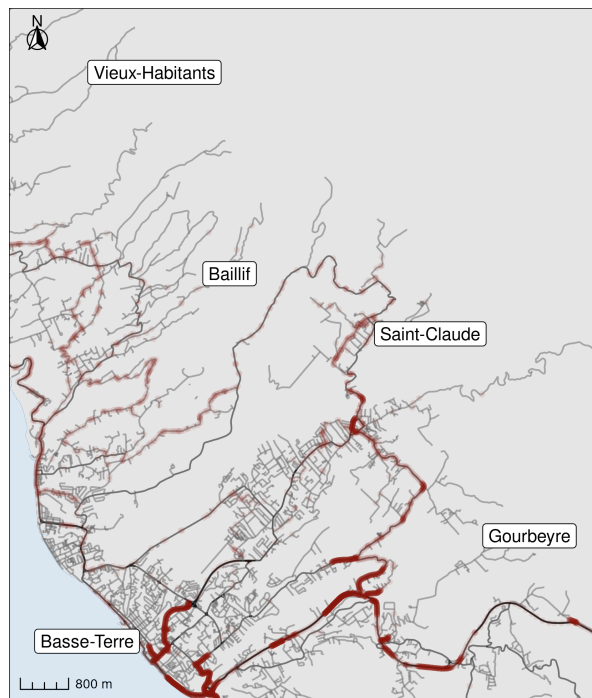 N
Vieux-Habitants
Baillif
Saint-Claude
Gourbeyre
Basse-Terre
800 m